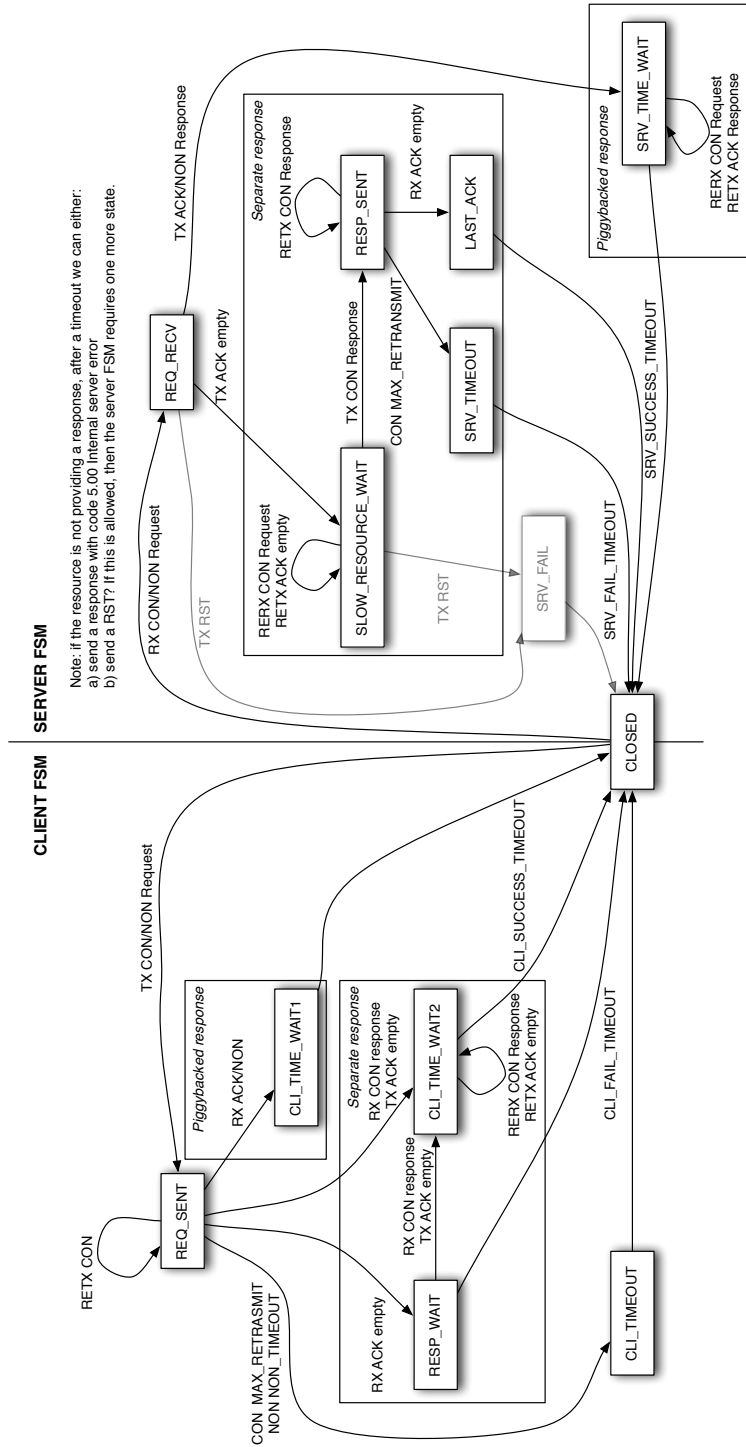 CLIENT FSM
SERVER FSM
Note: if the resource is not providing a response, after a timeout we can either:
a) send a response with code 5.00 Internal server error
b) send a RST? If this is allowed, then the server FSM requires one more state.
RETX CON
REQ_SENT
TX CON/NON Request
CON MAX_RETRASMIT
NON NON_TIMEOUT
Piggybacked response
RX ACK/NON
CLI_TIME_WAIT1
Separate response
RX CON response
TX ACK empty
RX ACK empty
RESP_WAIT
RX CON response
TX ACK empty
CLI_TIME_WAIT2
RERX CON Response
RETX ACK empty
CLI_SUCCESS_TIMEOUT
CLI_FAIL_TIMEOUT
CLI_TIMEOUT
CLOSED
RX CON/NON Request
REQ_RECV
TX ACK/NON Response
TX RST
TX ACK empty
Separate response
RERX CON Request
RETX ACK empty
SLOW_RESOURCE_WAIT
TX CON Response
RETX CON Response
RESP_SENT
CON MAX_RETRANSMIT
RX ACK empty
SRV_TIMEOUT
LAST_ACK
TX RST
SRV_FAIL
SRV_FAIL_TIMEOUT
SRV_SUCCESS_TIMEOUT
Piggybacked response
SRV_TIME_WAIT
RERX CON Request
RETX ACK Response